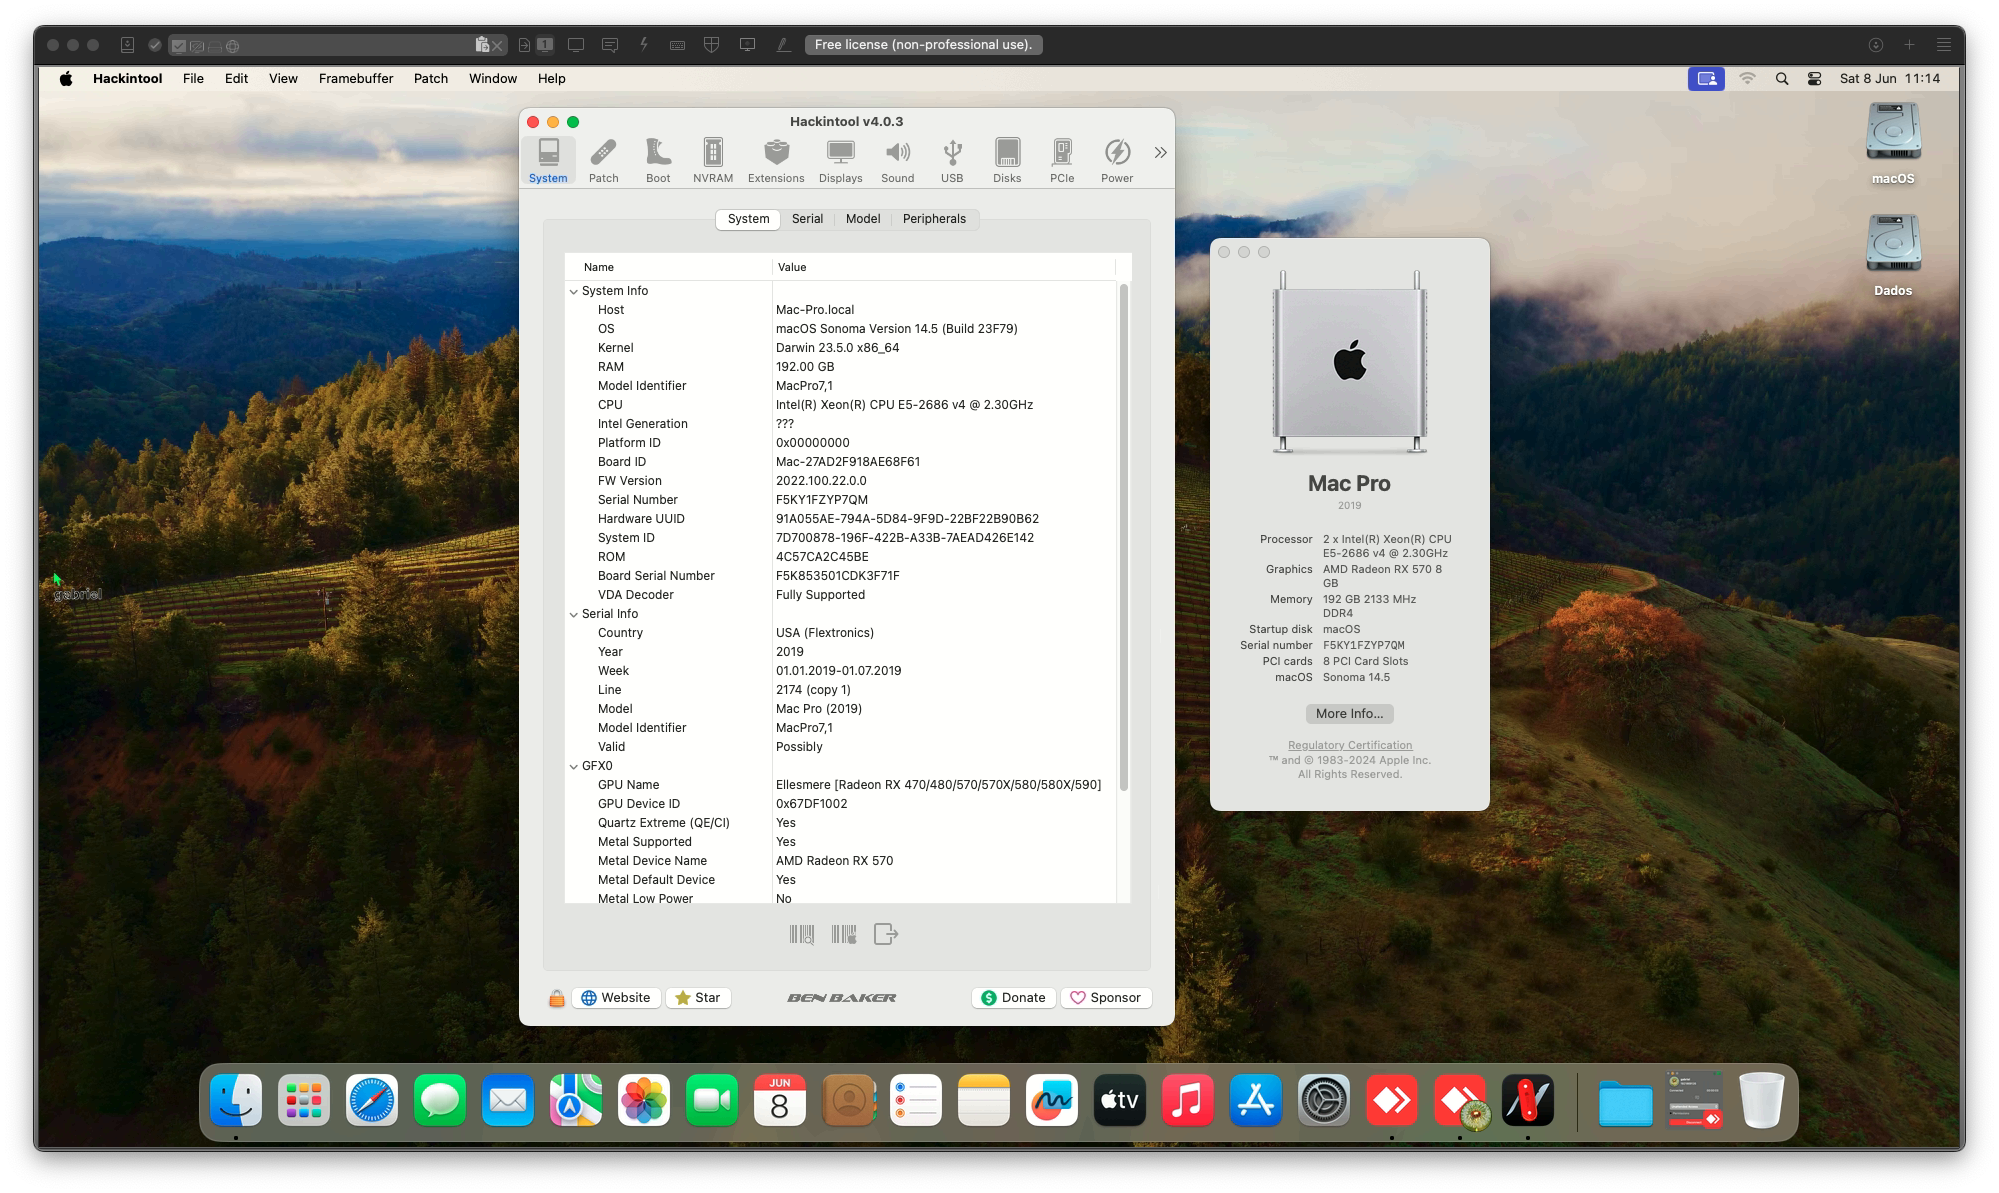 1
Free license (non-professional use).
Hackintool File Edit View Framebuffer Patch Window Help
Sat 8 Jun 11:14
macOS
Dados
gabriel
Hackintool v4.0.3
System Patch Boot NVRAM Extensions Displays Sound USB Disks PCIe Power
System Serial Model Peripherals
Name Value
System Info
Host Mac-Pro.local
OS macOS Sonoma Version 14.5 (Build 23F79)
Kernel Darwin 23.5.0 x86_64
RAM 192.00 GB
Model Identifier MacPro7,1
CPU Intel(R) Xeon(R) CPU E5-2686 v4 @ 2.30GHz
Intel Generation ???
Platform ID 0x00000000
Board ID Mac-27AD2F918AE68F61
FW Version 2022.100.22.0.0
Serial Number F5KY1FZYP7QM
Hardware UUID 91A055AE-794A-5D84-9F9D-22BF22B90B62
System ID 7D700878-196F-422B-A33B-7AEAD426E142
ROM 4C57CA2C45BE
Board Serial Number F5K853501CDK3F71F
VDA Decoder Fully Supported
Serial Info
Country USA (Flextronics)
Year 2019
Week 01.01.2019-01.07.2019
Line 2174 (copy 1)
Model Mac Pro (2019)
Model Identifier MacPro7,1
Valid Possibly
GFX0
GPU Name Ellesmere [Radeon RX 470/480/570/570X/580/580X/590]
GPU Device ID 0x67DF1002
Quartz Extreme (QE/CI) Yes
Metal Supported Yes
Metal Device Name AMD Radeon RX 570
Metal Default Device Yes
Metal Low Power No
Website Star BEN BAKER Donate Sponsor
Mac Pro
2019
Processor 2 x Intel(R) Xeon(R) CPU
E5-2686 v4 @ 2.30GHz
Graphics AMD Radeon RX 570 8
GB
Memory 192 GB 2133 MHz
DDR4
Startup disk macOS
Serial number F5KY1FZYP7QM
PCI cards 8 PCI Card Slots
macOS Sonoma 14.5
More Info...
Regulatory Certification
™ and © 1983-2024 Apple Inc.
All Rights Reserved.
JUN
8
tv